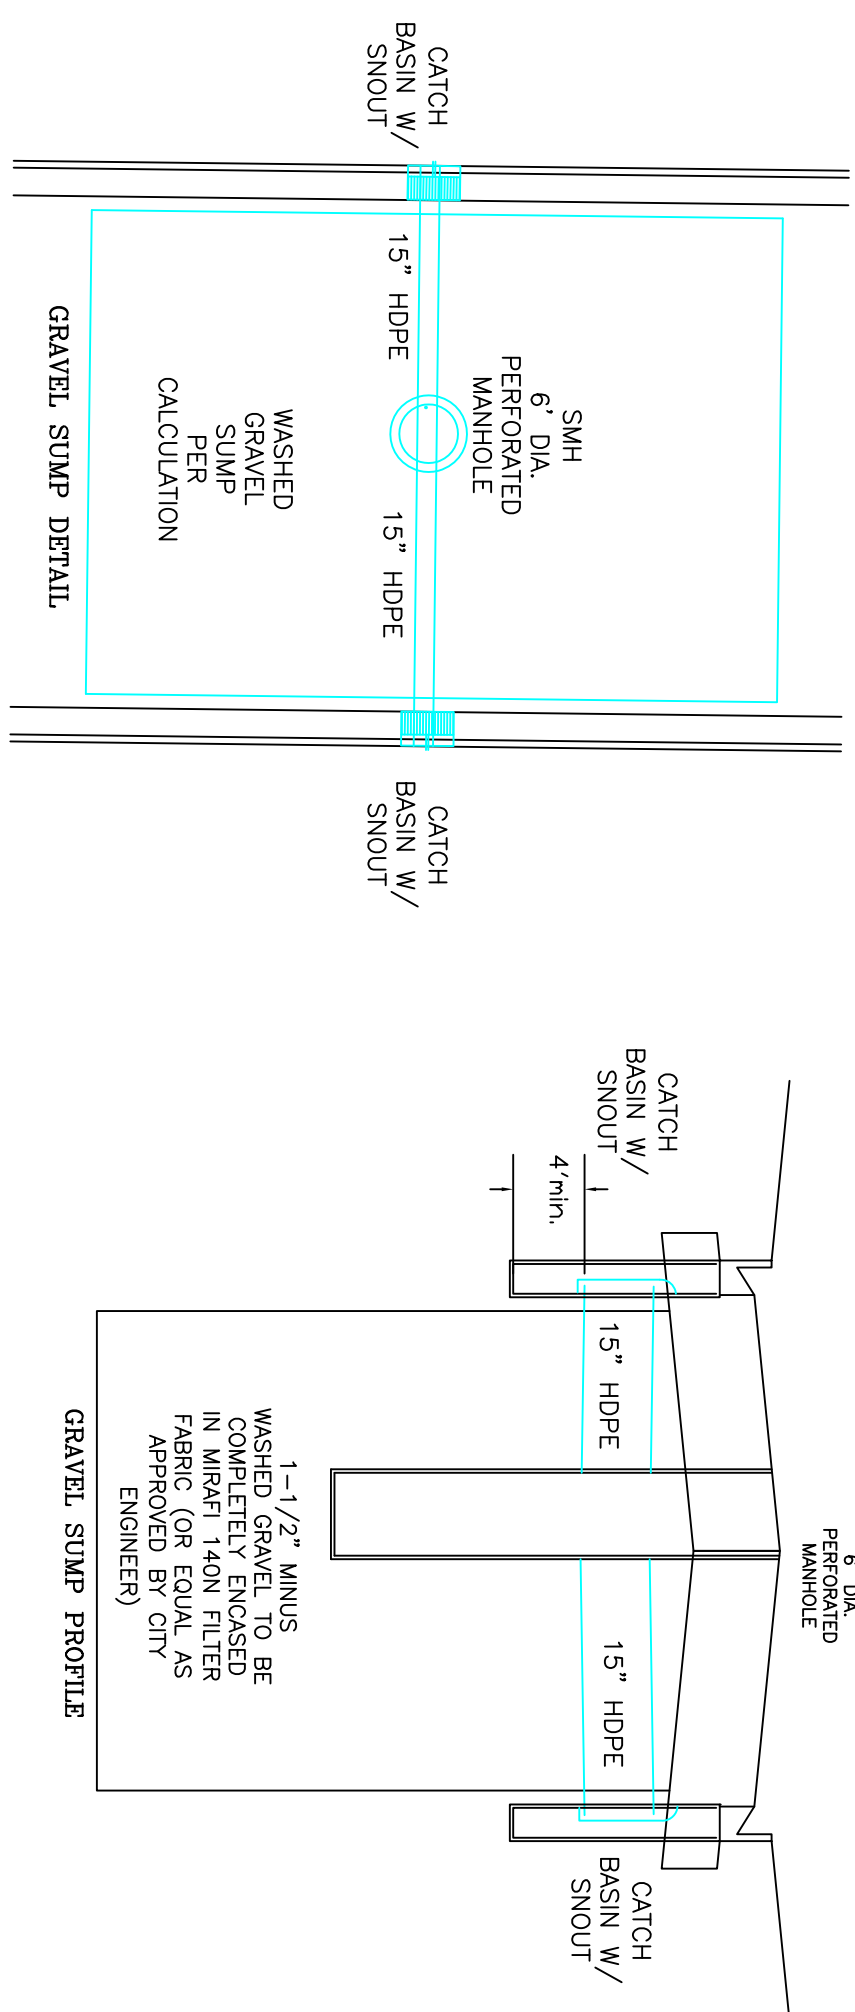 CATCH
BASIN W/
SNOUT
15” HDPE
SMH
6’ DIA.
PERFORATED
MANHOLE
15” HDPE
WASHED
GRAVEL
SUMP
PER
CALCULATION
CATCH
BASIN W/
SNOUT
GRAVEL SUMP DETAIL
6’ DIA.
PERFORATED
MANHOLE
CATCH
BASIN W/
SNOUT
4’min.
15” HDPE
15” HDPE
CATCH
BASIN W/
SNOUT
1-1/2” MINUS
WASHED GRAVEL TO BE
COMPLETELY ENCASED
IN MIRAFI 140N FILTER
FABRIC (OR EQUAL AS
APPROVED BY CITY
ENGINEER)
GRAVEL SUMP PROFILE